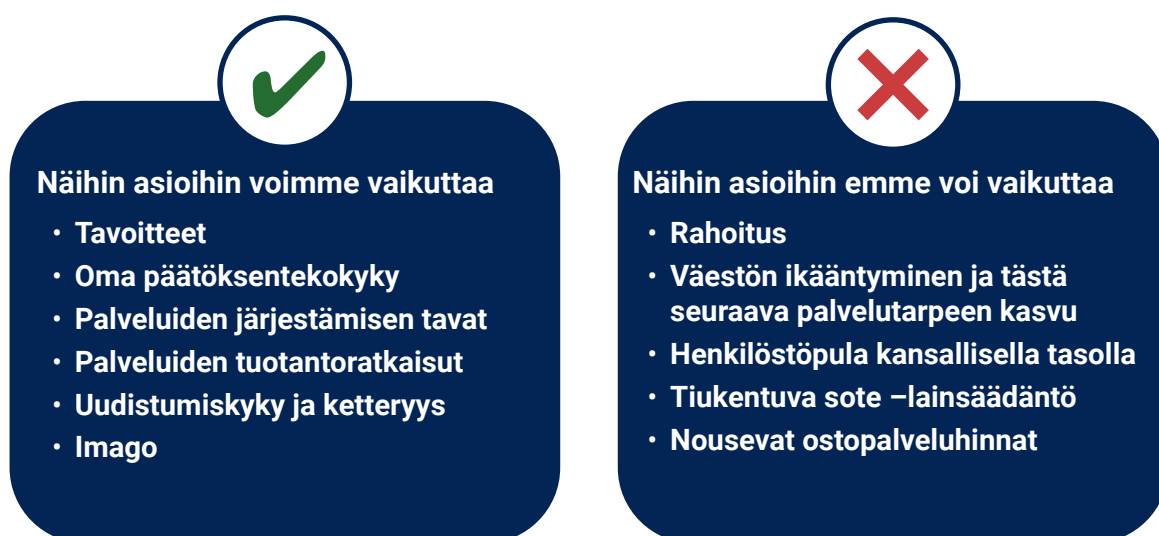 Näihin asioihin voimme vaikuttaa
• Tavoitteet
• Oma päätöksentekokyky
• Palveluiden järjestämisen tavat
• Palveluiden tuotantoratkaisut
• Uudistumiskyky ja ketteryys
• Imago
Näihin asioihin emme voi vaikuttaa
• Rahoitus
• Väestön ikääntyminen ja tästä
seuraava palvelutarpeen kasvu
• Henkilöstöpula kansallisella tasolla
• Tiukentuva sote –lainsäädäntö
• Nousevat ostopalveluhinnat